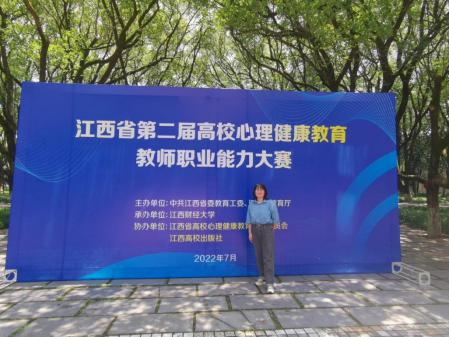 江西省第二届高校心理健康教育
教师职业能力大赛
主办单位: 中共江西省委教育工委、 教育厅
承办单位: 江西财经大学
协办单位: 江西省高校心理健康教育 员会
江西高校出版社
2022年7月